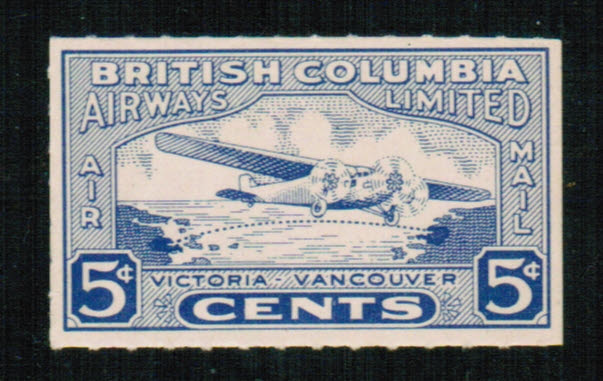 BRITISH COLUMBIA
AIRWAYS LIMITED
AIR MAIL
VICTORIA - VANCOUVER
5¢ CENTS 5¢